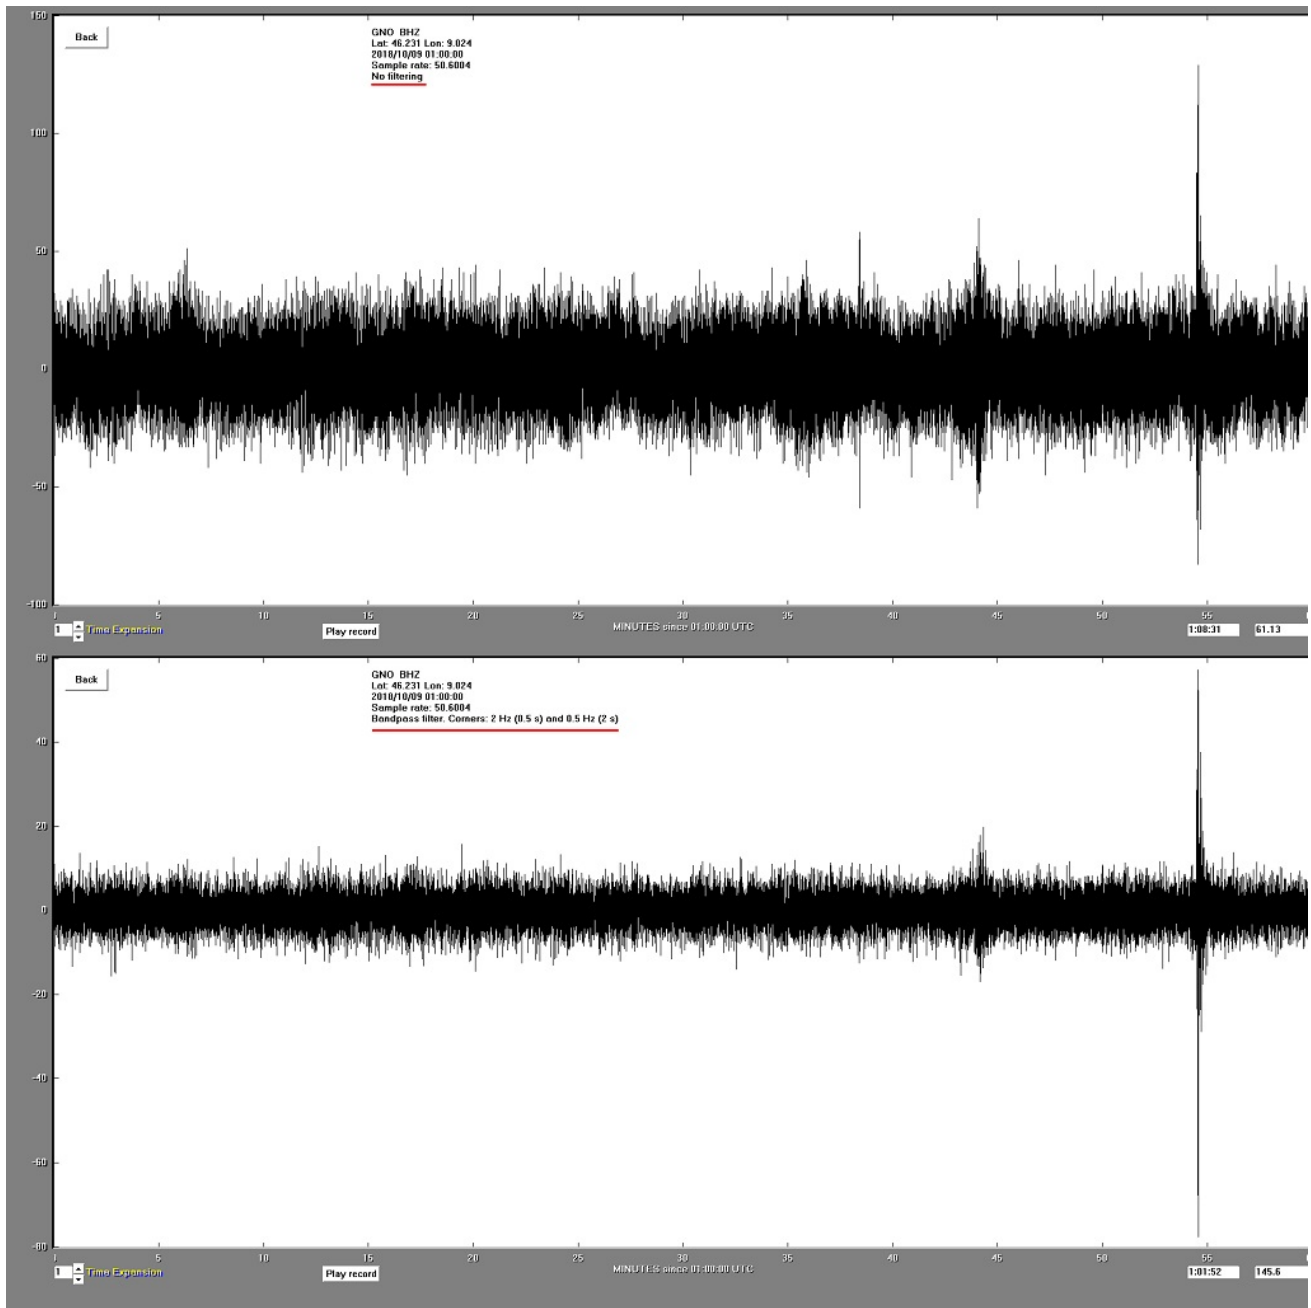 150
Back
GNO BHZ
Lat: 46.231 Lon: 9.024
2018/10/09 01:00:00
Sample rate: 50.6004
No filtering
100
50
0
-50
-100
5 10 15 20 25 30 35 40 45 50 55
1 Time Expansion Play record MINUTES since 01:00:00 UTC 1:08:31 61.13
60
Back
GNO BHZ
Lat: 46.231 Lon: 9.024
2018/10/09 01:00:00
Sample rate: 50.6004
Bandpass filter. Corners: 2 Hz (0.5 s) and 0.5 Hz (2 s)
40
20
0
-20
-40
-60
-80
5 10 15 20 25 30 35 40 45 50 55
1 Time Expansion Play record MINUTES since 01:00:00 UTC 1:01:52 145.6